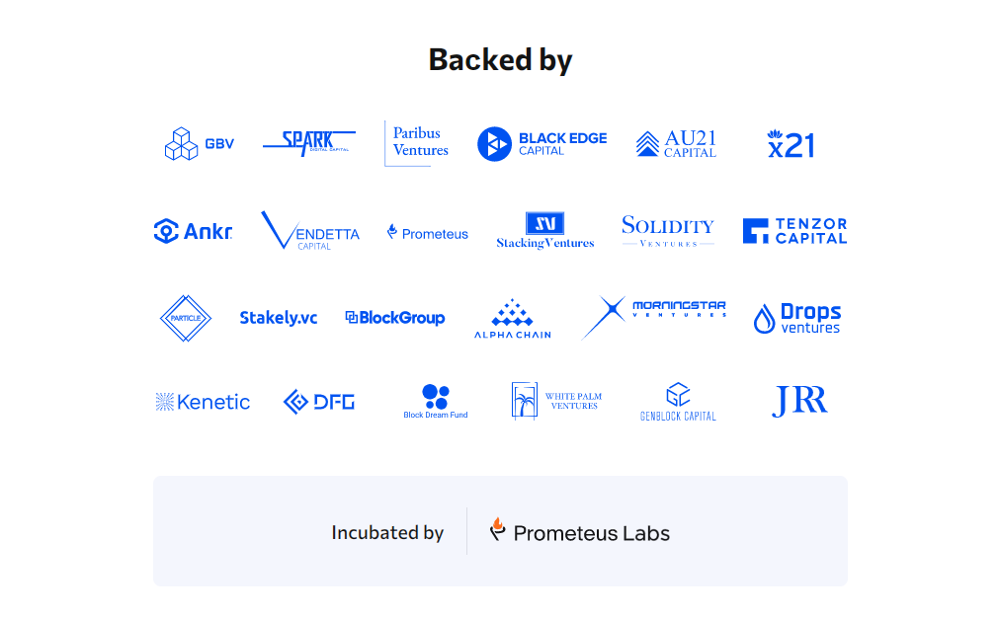 Backed by
GBV
SPARK
DIGITAL CAPITAL
Paribus
Ventures
BLACK EDGE
CAPITAL
AU21
CAPITAL
x21
Ankr.
VENDETTA
CAPITAL
Prometeus
SV
StackingVentures
SOLIDITY
VENTURES
TENZOR
CAPITAL
PARTICLE
Stakely.vc
BlockGroup
ALPHA CHAIN
MORNINGSTAR
VENTURES
Drops
ventures
Kenetic
DFG
Block Dream Fund
WHITE PALM
VENTURES
GENBLOCK CAPITAL
JRR
Incubated by
Prometeus Labs